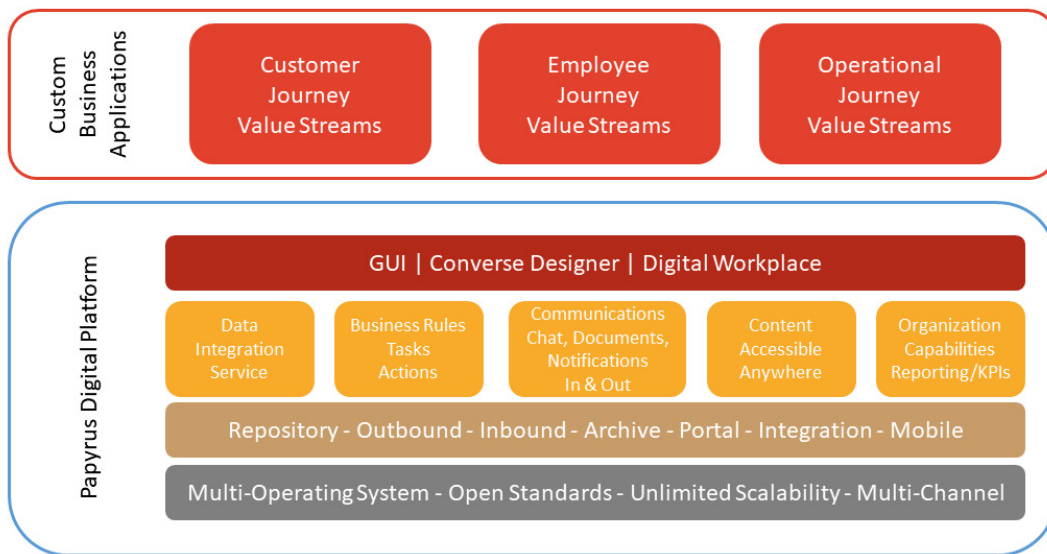 Custom
Business
Applications
Customer
Journey
Value Streams
Employee
Journey
Value Streams
Operational
Journey
Value Streams
Papyrus Digital Platform
GUI | Converse Designer | Digital Workplace
Data
Integration
Service
Business Rules
Tasks
Actions
Communications
Chat, Documents,
Notifications
In & Out
Content
Accessible
Anywhere
Organization
Capabilities
Reporting/KPIs
Repository - Outbound - Inbound - Archive - Portal - Integration - Mobile
Multi-Operating System - Open Standards - Unlimited Scalability - Multi-Channel